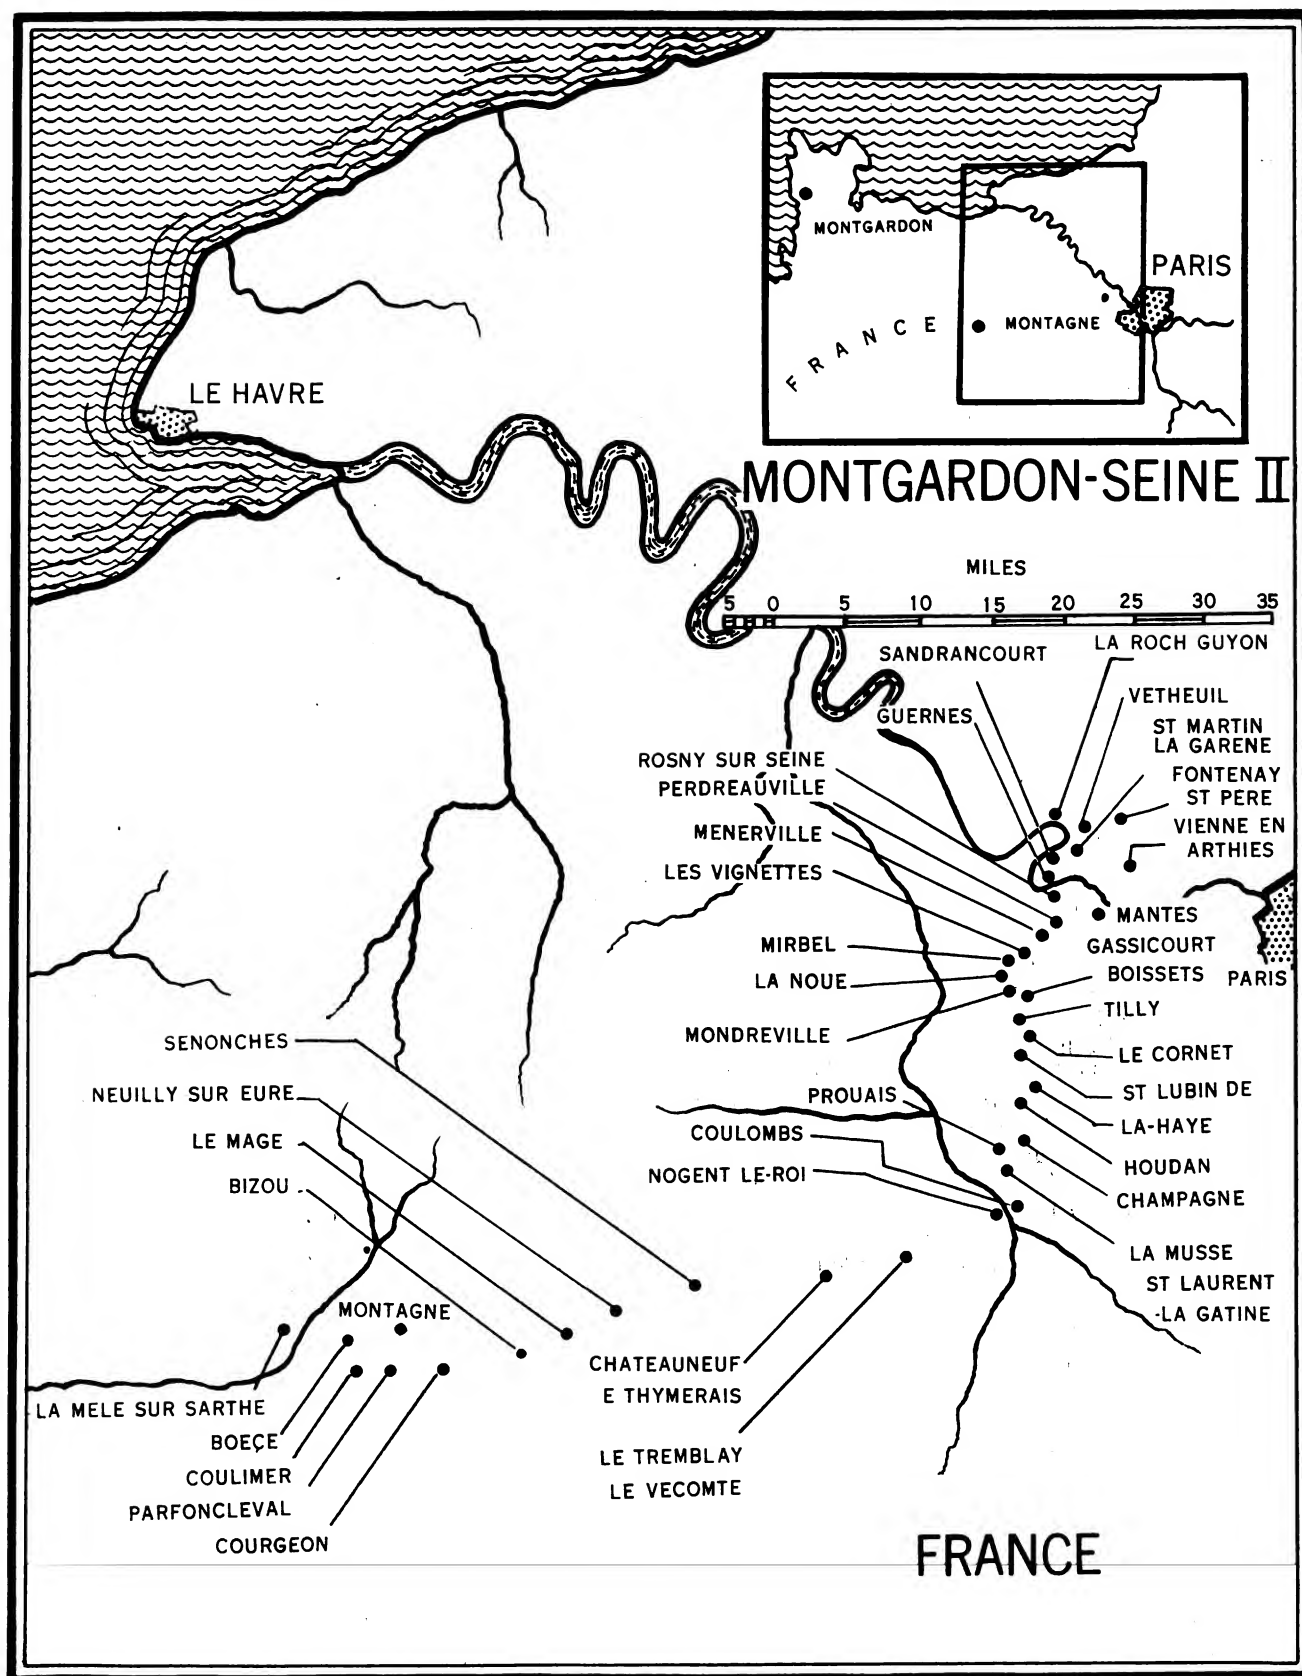 MONTGARDON
PARIS
FRANCE
MONTAGNE
LE HAVRE
MONTGARDON-SEINE II
MILES
5 0 5 10 15 20 25 30 35
SANDRANCOURT
LA ROCH GUYON
VETHEUIL
GUERNES
ST MARTIN
LA GARENE
ROSNY SUR SEINE
FONTENAY
ST PERE
PERDREAUVILLE
VIENNE EN
ARTHIES
MENERVILLE
LES VIGNETTES
MANTES
GASSICOURT
MIRBEL
BOISSETS
PARIS
LA NOUE
TILLY
MONDREVILLE
SENONCHES
LE CORNET
NEUILLY SUR EURE
PROUAIS
ST LUBIN DE
LA-HAYE
LE MAGE
COULOMBS
HOUDAN
BIZOU
NOGENT LE-ROI
CHAMPAGNE
LA MUSSE
ST LAURENT
-LA GATINE
MONTAGNE
CHATEAUNEUF
E THYMERAIS
LA MELE SUR SARTHE
BOEÇE
LE TREMBLAY
LE VECOMTE
COULIMER
PARFONCLEVAL
COURGEON
FRANCE